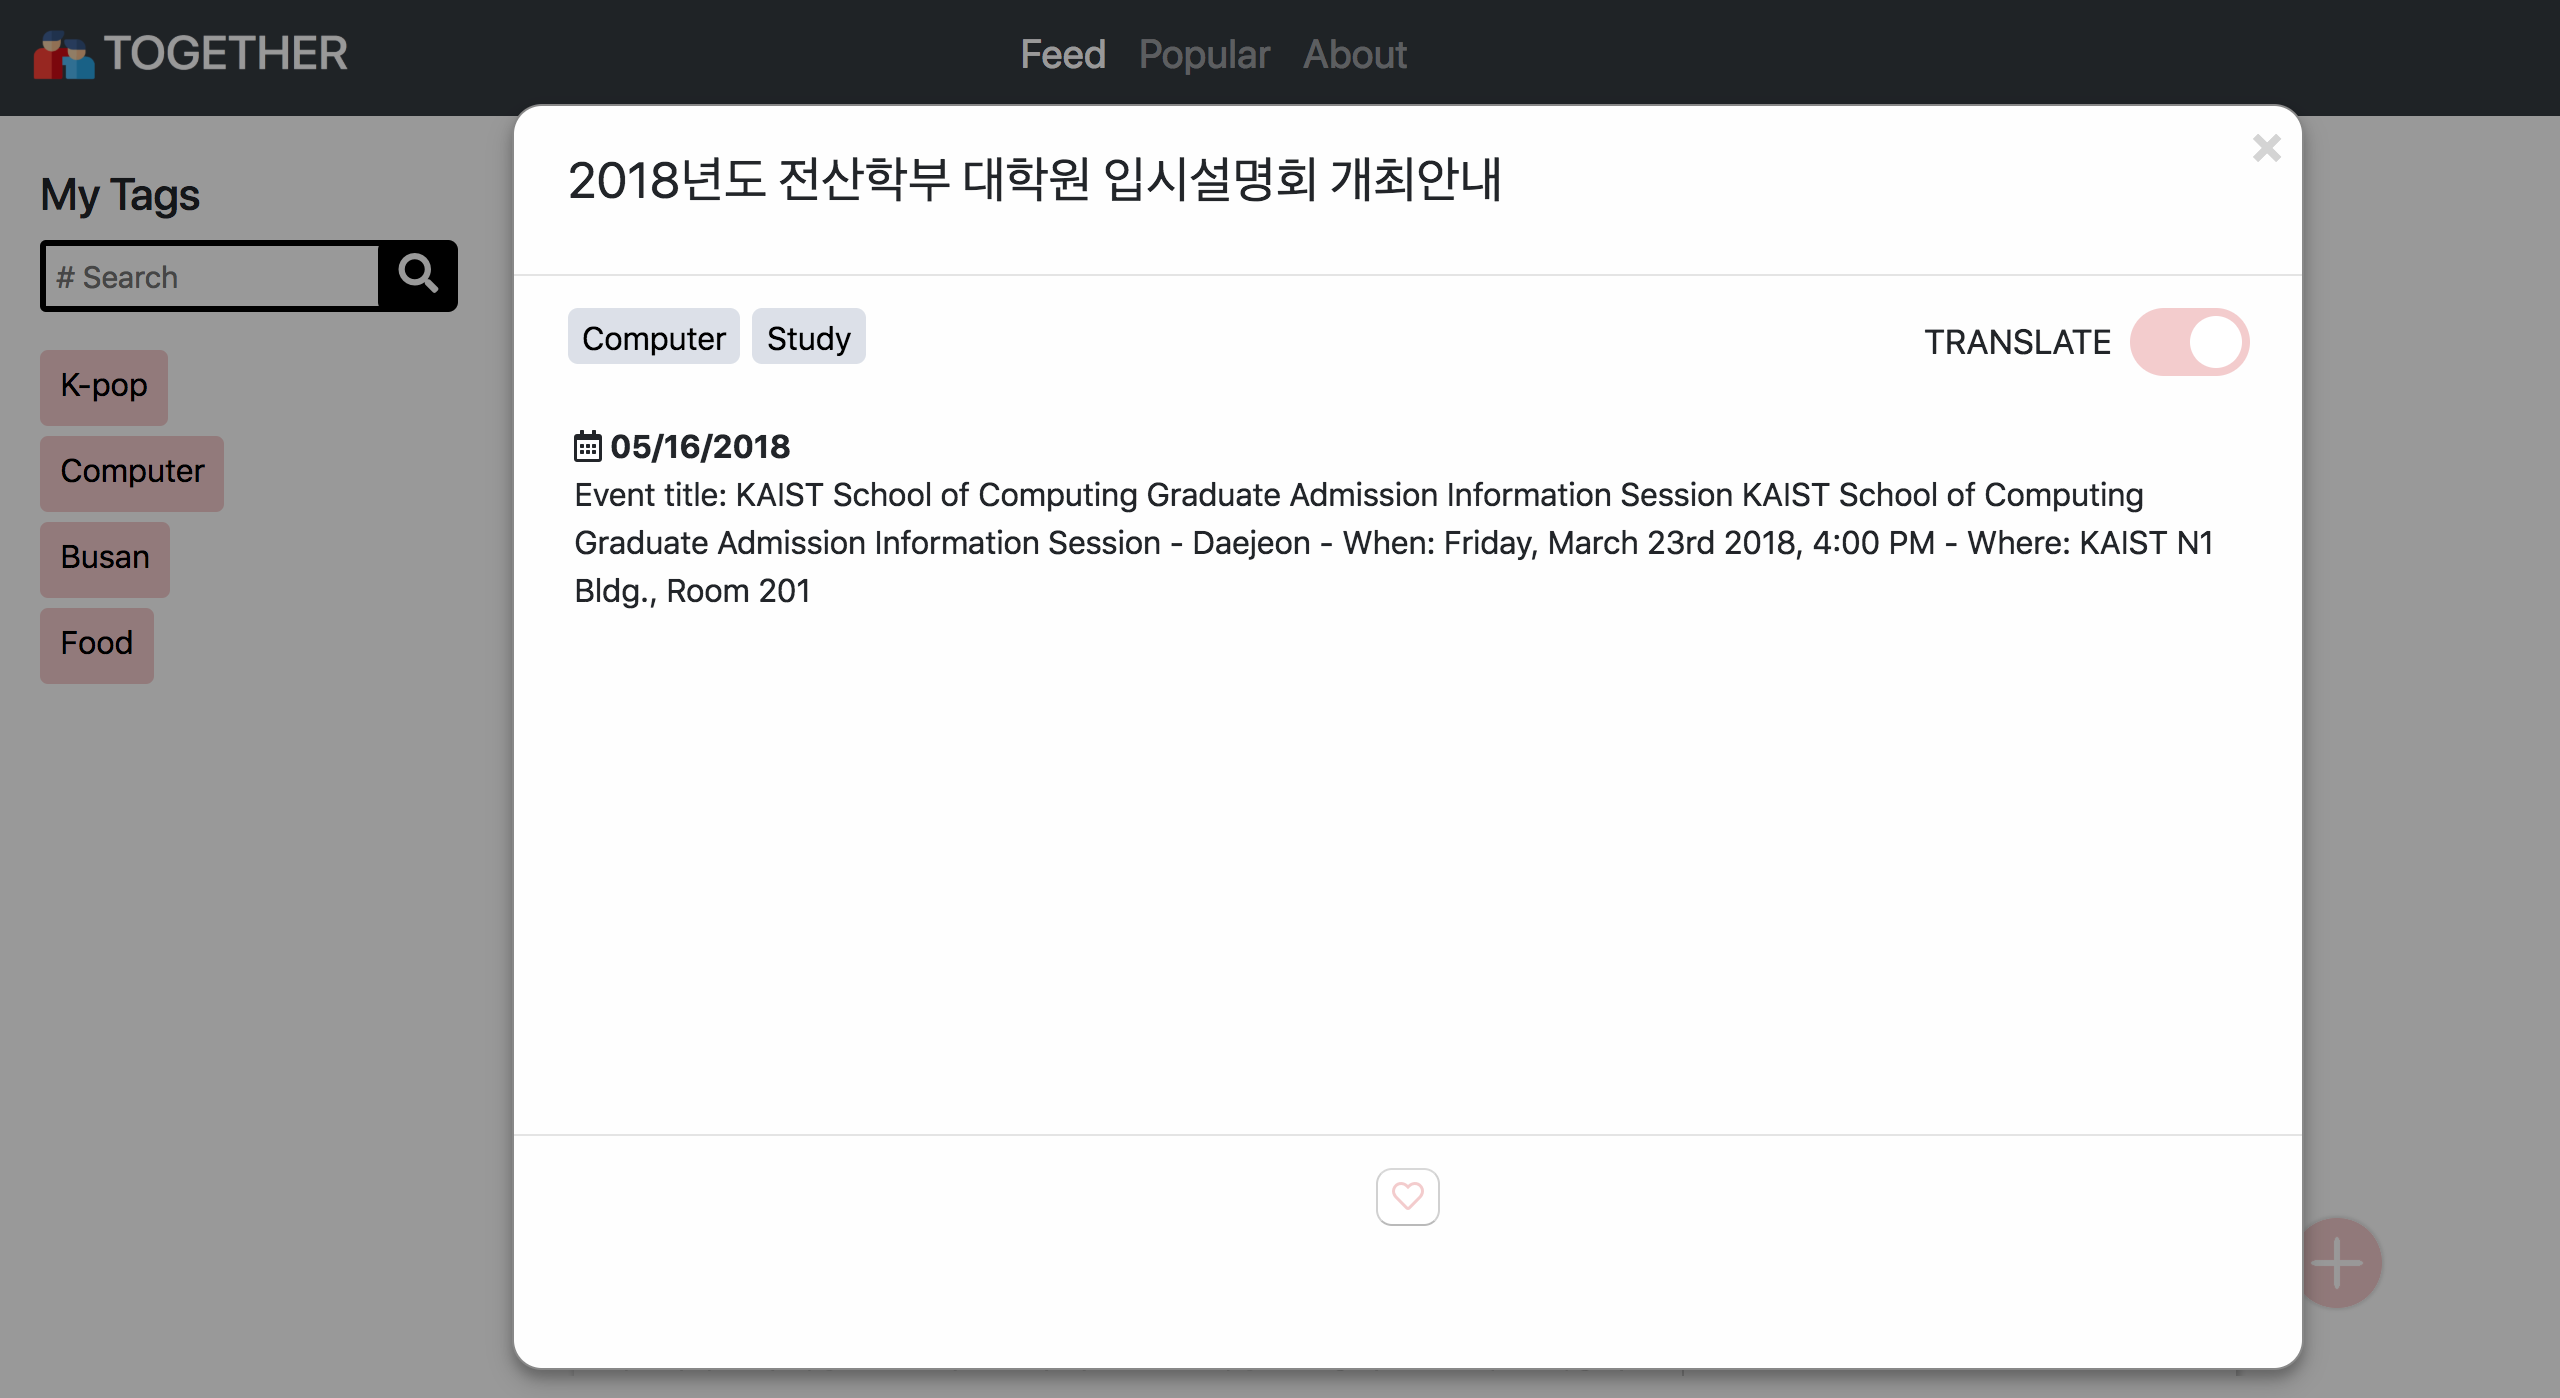 TOGETHER
Feed Popular About
My Tags
# Search
K-pop
Computer
Busan
Food
2018년도 전산학부 대학원 입시설명회 개최안내
Computer Study
TRANSLATE
05/16/2018
Event title: KAIST School of Computing Graduate Admission Information Session KAIST School of Computing
Graduate Admission Information Session - Daejeon - When: Friday, March 23rd 2018, 4:00 PM - Where: KAIST N1
Bldg., Room 201